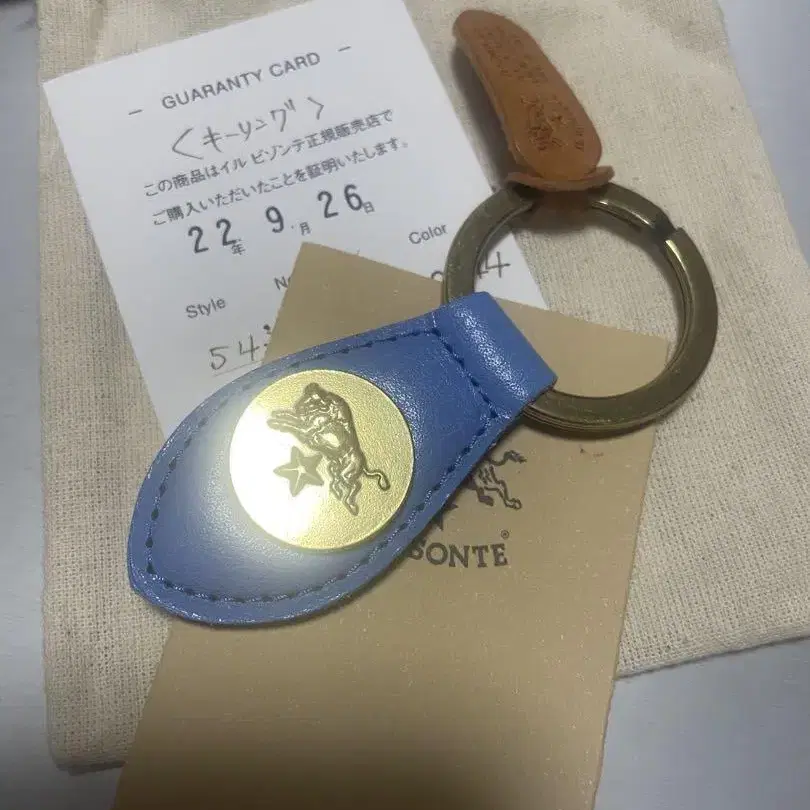 GUARANTY CARD
〈キーリング〉
この商品はイル ビゾンテ正規販売店で
ご購入いただいたことを証明いたします。
22年 9月 26日
Style No Color
54
SONTE®